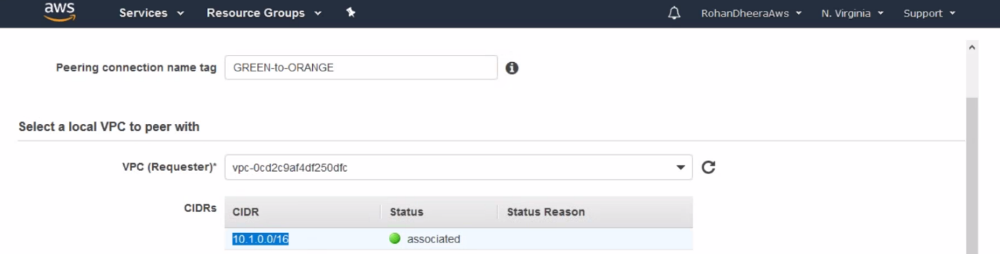 aws Services Resource Groups RohanDheeraAws N. Virginia Support
Peering connection name tag GREEN-to-ORANGE
Select a local VPC to peer with
VPC (Requester)* vpc-0cd2c9af4df250dfc
CIDRs CIDR Status Status Reason
10.1.0.0/16 associated